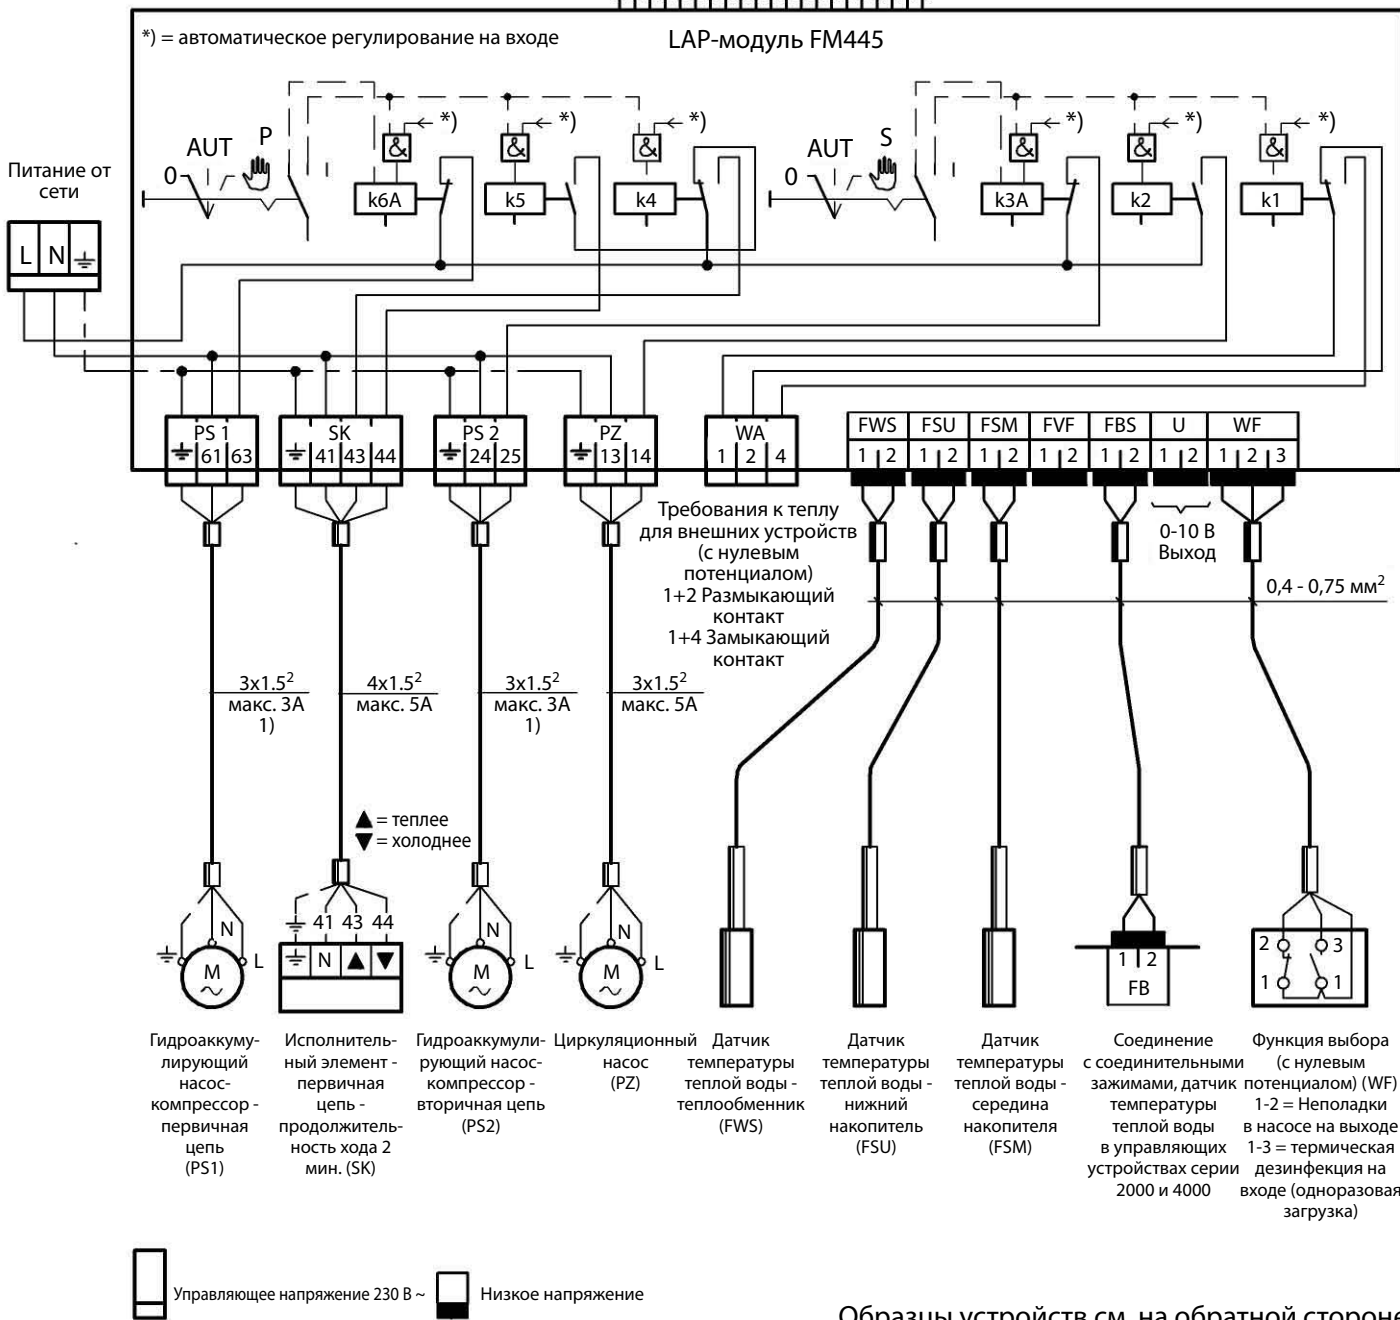 *) = автоматическое регулирование на входе
LAP-модуль FM445
*)
*)
*)
*)
*)
*)
AUT
P
0
AUT
S
0
&
&
&
&
&
&
k6A
k5
k4
k3A
k2
k1
Питание от
сети
L N
PS 1
61 63
SK
41 43 44
PS 2
24 25
PZ
13 14
WA
1 2 4
FWS FSU FSM FVF FBS U WF
1 2 1 2 1 2 1 2 1 2 1 2 1 2 3
Требования к теплу
для внешних устройств
(с нулевым
потенциалом)
1+2 Размыкающий
контакт
1+4 Замыкающий
контакт
0-10 В
Выход
0,4 - 0,75 мм²
3x1.5²
макс. 3А
1)
4x1.5²
макс. 5А
3x1.5²
макс. 3А
1)
3x1.5²
макс. 5А
▲ = теплее
▼ = холоднее
N
L
M
~
41 43 44
N ▲ ▼
N
L
M
~
N
L
M
~
1 2
FB
2 3
1 1
Гидроаккуму-
лирующий
насос-
компрессор -
первичная
цепь
(PS1)
Исполнитель-
ный элемент -
первичная
цепь -
продолжитель-
ность хода 2
мин. (SK)
Гидроаккумули-
рующий насос-
компрессор -
вторичная цепь
(PS2)
Циркуляционный
насос
(PZ)
Датчик
температуры
теплой воды -
теплообменник
(FWS)
Датчик
температуры
теплой воды -
нижний
накопитель
(FSU)
Датчик
температуры
теплой воды -
середина
накопителя
(FSM)
Соединение
с соединительными
зажимами, датчик
температуры
теплой воды
в управляющих
устройствах серии
2000 и 4000
Функция выбора
(с нулевым
потенциалом) (WF)
1-2 = Неполадки
в насосе на выходе
1-3 = термическая
дезинфекция на
входе (одноразовая
загрузка)
Управляющее напряжение 230 В ~
Низкое напряжение
Образцы устройств см. на обратной стороне